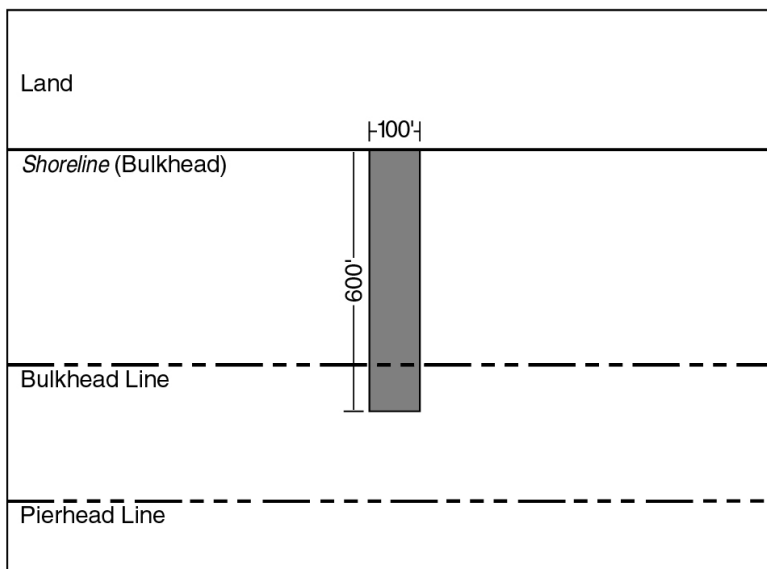 Land
100'
Shoreline (Bulkhead)
600'
Bulkhead Line
Pierhead Line